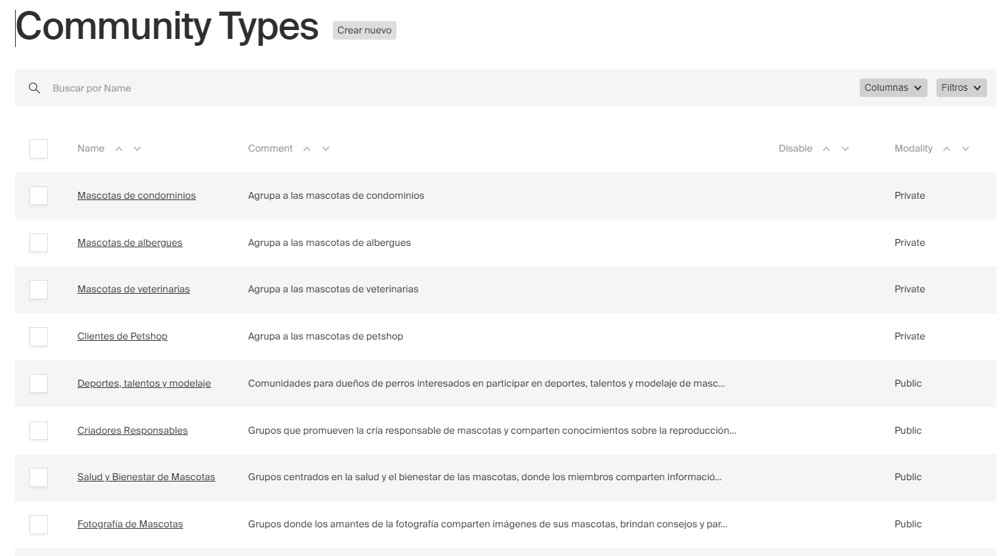 Community Types Crear nuevo
Buscar por Name Columnas Filtros
Name Comment Disable Modality
Mascotas de condominios Agrupa a las mascotas de condominios Private
Mascotas de albergues Agrupa a las mascotas de albergues Private
Mascotas de veterinarias Agrupa a las mascotas de veterinarias Private
Clientes de Petshop Agrupa a las mascotas de petshop Private
Deportes, talentos y modelaje Comunidades para dueños de perros interesados en participar en deportes, talentos y modelaje de masc... Public
Criadores Responsables Grupos que promueven la cría responsable de mascotas y comparten conocimientos sobre la reproducción... Public
Salud y Bienestar de Mascotas Grupos centrados en la salud y el bienestar de las mascotas, donde los miembros comparten informació... Public
Fotografía de Mascotas Grupos donde los amantes de la fotografía comparten imágenes de sus mascotas, brindan consejos y par... Public